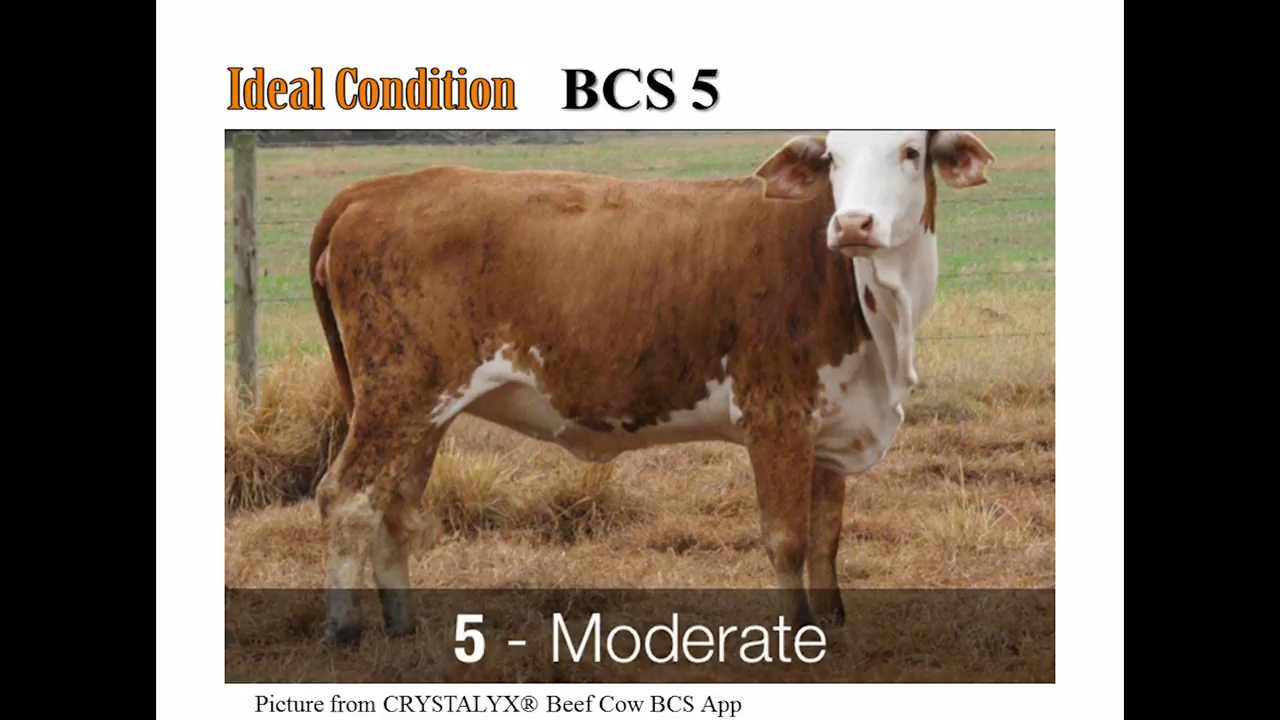 Ideal Condition BCS 5
5 - Moderate
Picture from CRYSTALYX® Beef Cow BCS App